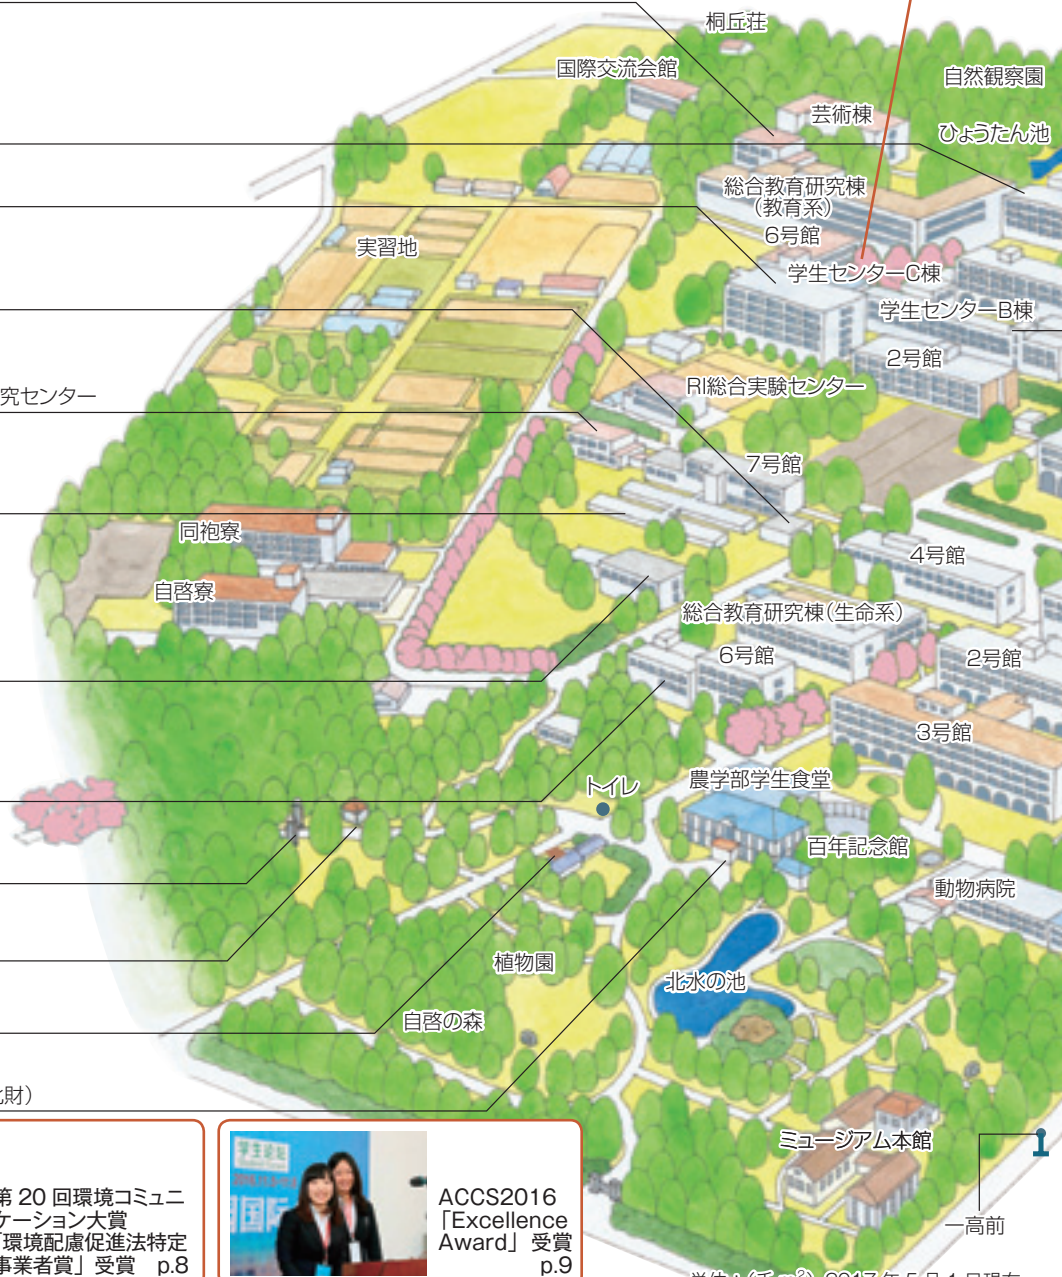 桐丘荘
国際交流会館
自然観察園
芸術棟
ひょうたん池
総合教育研究棟
（教育系）
6号館
実習地
学生センターC棟
学生センターB棟
2号館
究センター
RI総合実験センター
7号館
同袍寮
4号館
自啓寮
総合教育研究棟（生命系）
6号館
2号館
3号館
トイレ
農学部学生食堂
百年記念館
動物病院
植物園
北水の池
自啓の森
財）
ミュージアム本館
一高前
第 20 回環境コミュニ
ケーション大賞
「環境配慮促進法特定
事業者賞」受賞 p.8
学生论坛
国国际
ACCS2016
「Excellence
Award」受賞
p.9